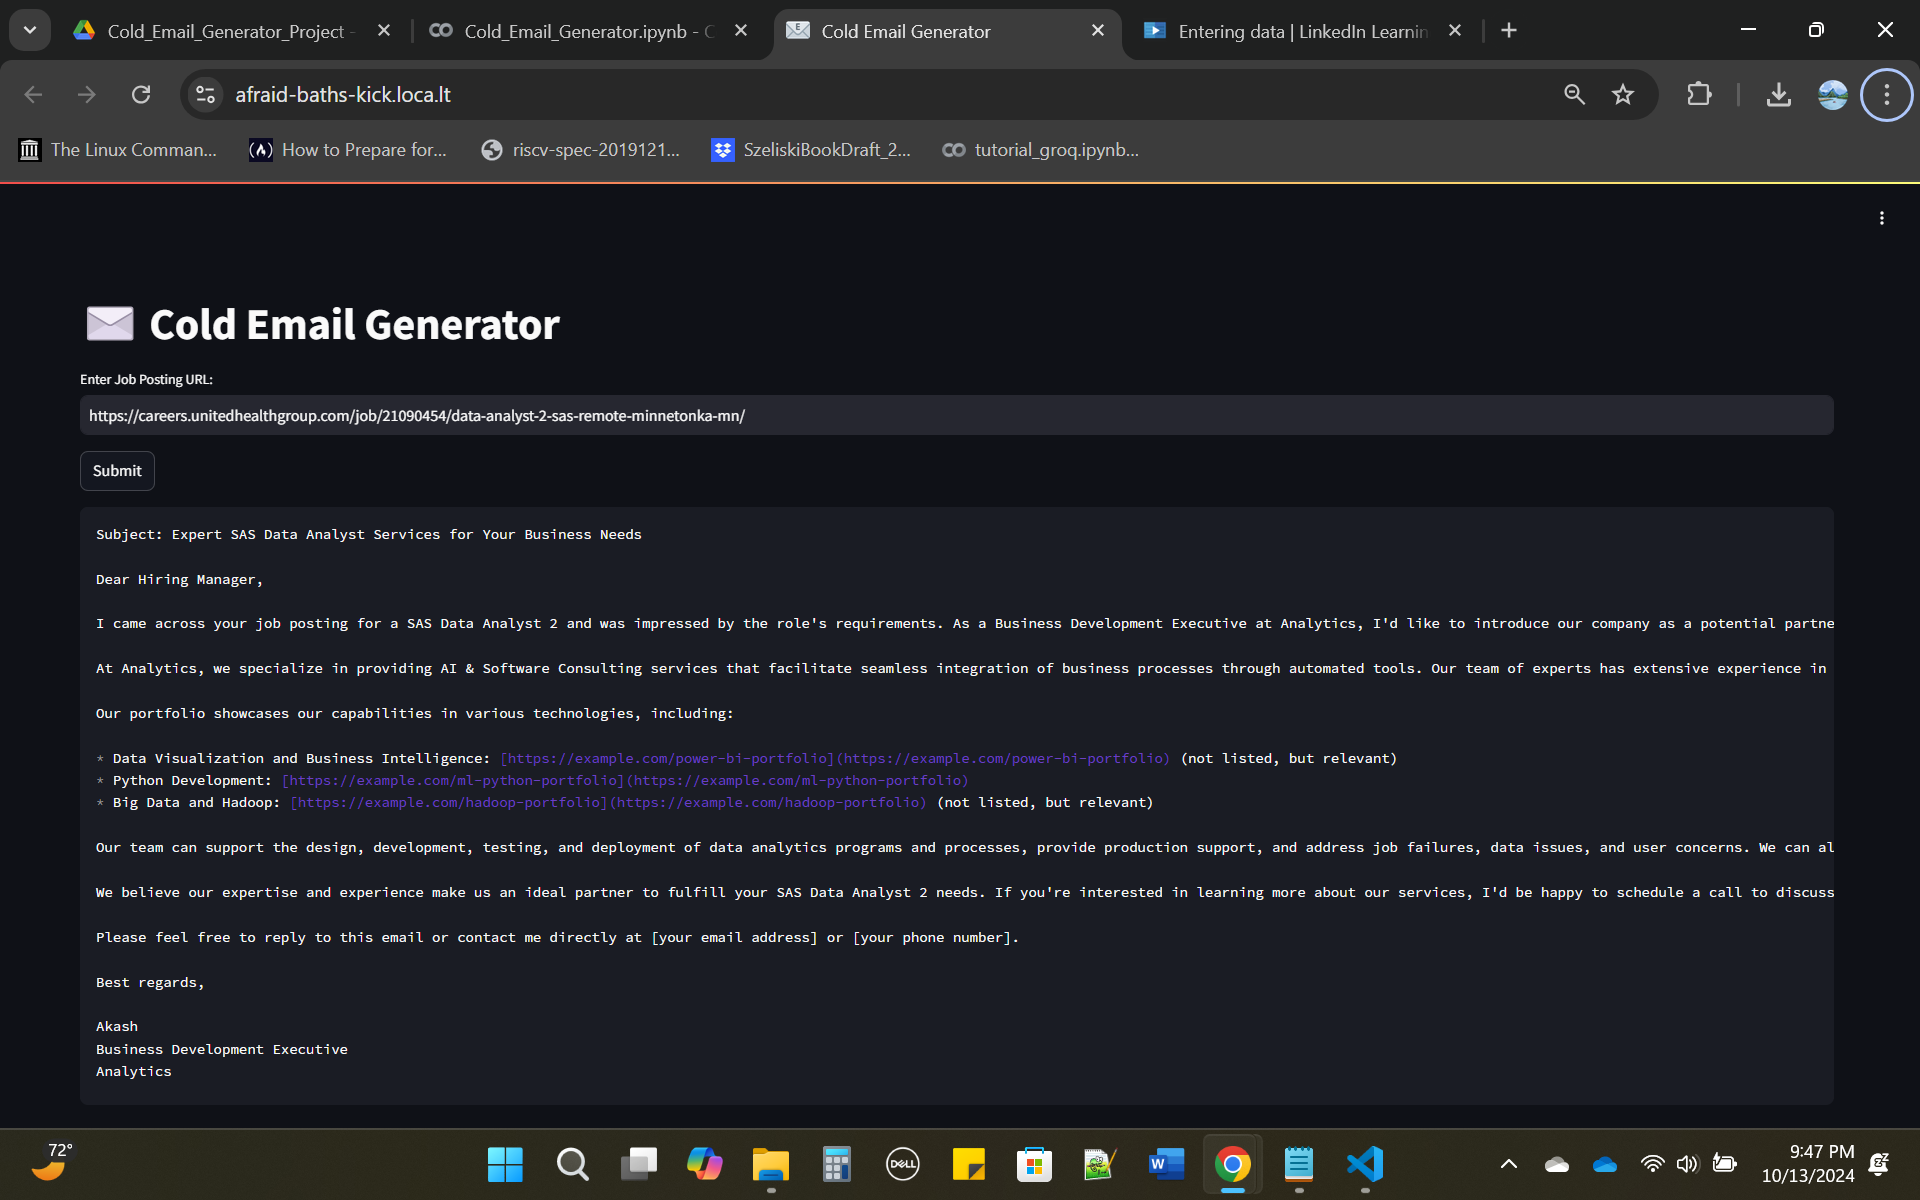 Cold_Email_Generator_Project -
Cold_Email_Generator.ipynb - C
Cold Email Generator
Entering data | LinkedIn Learnin
afraid-baths-kick.loca.lt
The Linux Comman...
How to Prepare for...
riscv-spec-2019121...
SzeliskiBookDraft_2...
tutorial_groq.ipynb...
Cold Email Generator
Enter Job Posting URL:
https://careers.unitedhealthgroup.com/job/21090454/data-analyst-2-sas-remote-minnetonka-mn/
Submit
Subject: Expert SAS Data Analyst Services for Your Business Needs
Dear Hiring Manager,
I came across your job posting for a SAS Data Analyst 2 and was impressed by the role's requirements. As a Business Development Executive at Analytics, I'd like to introduce our company as a potential partne
At Analytics, we specialize in providing AI & Software Consulting services that facilitate seamless integration of business processes through automated tools. Our team of experts has extensive experience in
Our portfolio showcases our capabilities in various technologies, including:
* Data Visualization and Business Intelligence: [https://example.com/power-bi-portfolio](https://example.com/power-bi-portfolio) (not listed, but relevant)
* Python Development: [https://example.com/ml-python-portfolio](https://example.com/ml-python-portfolio)
* Big Data and Hadoop: [https://example.com/hadoop-portfolio](https://example.com/hadoop-portfolio) (not listed, but relevant)
Our team can support the design, development, testing, and deployment of data analytics programs and processes, provide production support, and address job failures, data issues, and user concerns. We can al
We believe our expertise and experience make us an ideal partner to fulfill your SAS Data Analyst 2 needs. If you're interested in learning more about our services, I'd be happy to schedule a call to discuss
Please feel free to reply to this email or contact me directly at [your email address] or [your phone number].
Best regards,
Akash
Business Development Executive
Analytics
72°
DELL
9:47 PM
10/13/2024